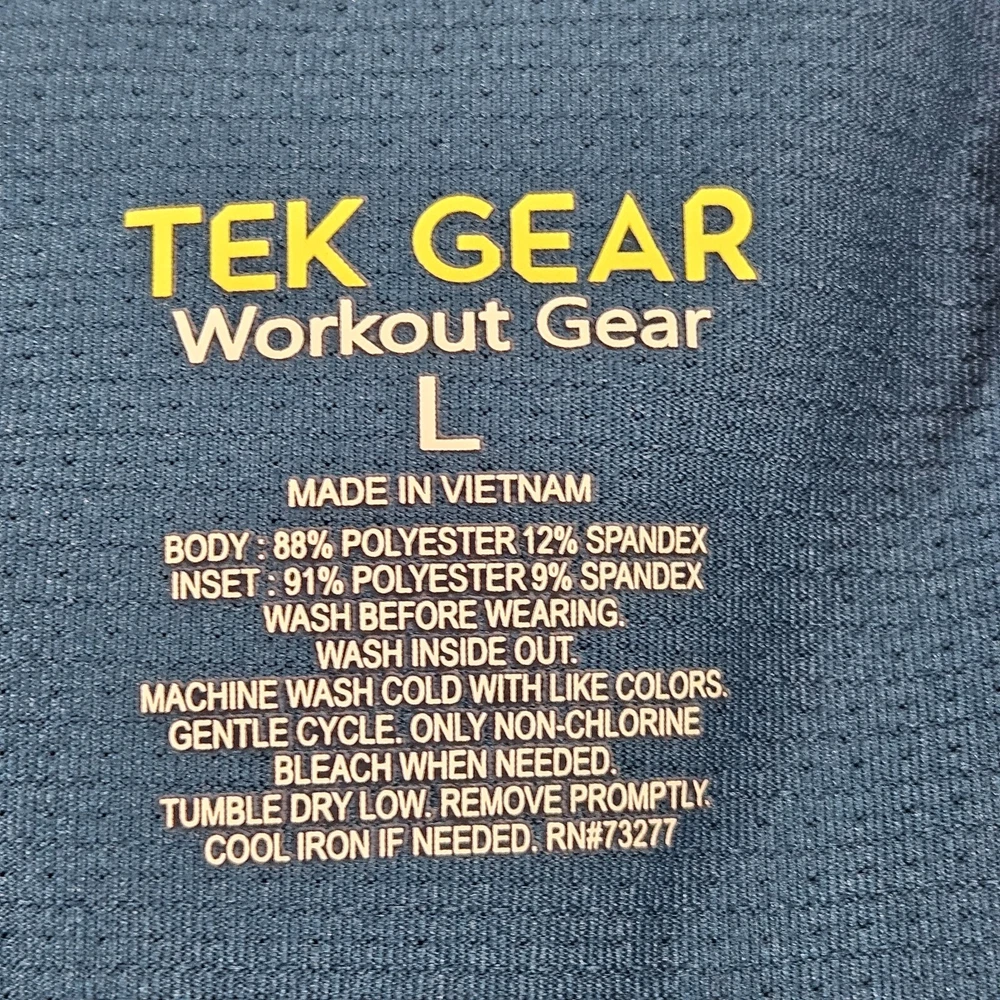 TEK GEAR
Workout Gear
L
MADE IN VIETNAM
BODY : 88% POLYESTER 12% SPANDEX
INSET : 91% POLYESTER 9% SPANDEX
WASH BEFORE WEARING.
WASH INSIDE OUT.
MACHINE WASH COLD WITH LIKE COLORS.
GENTLE CYCLE. ONLY NON-CHLORINE
BLEACH WHEN NEEDED.
TUMBLE DRY LOW. REMOVE PROMPTLY.
COOL IRON IF NEEDED. RN#73277